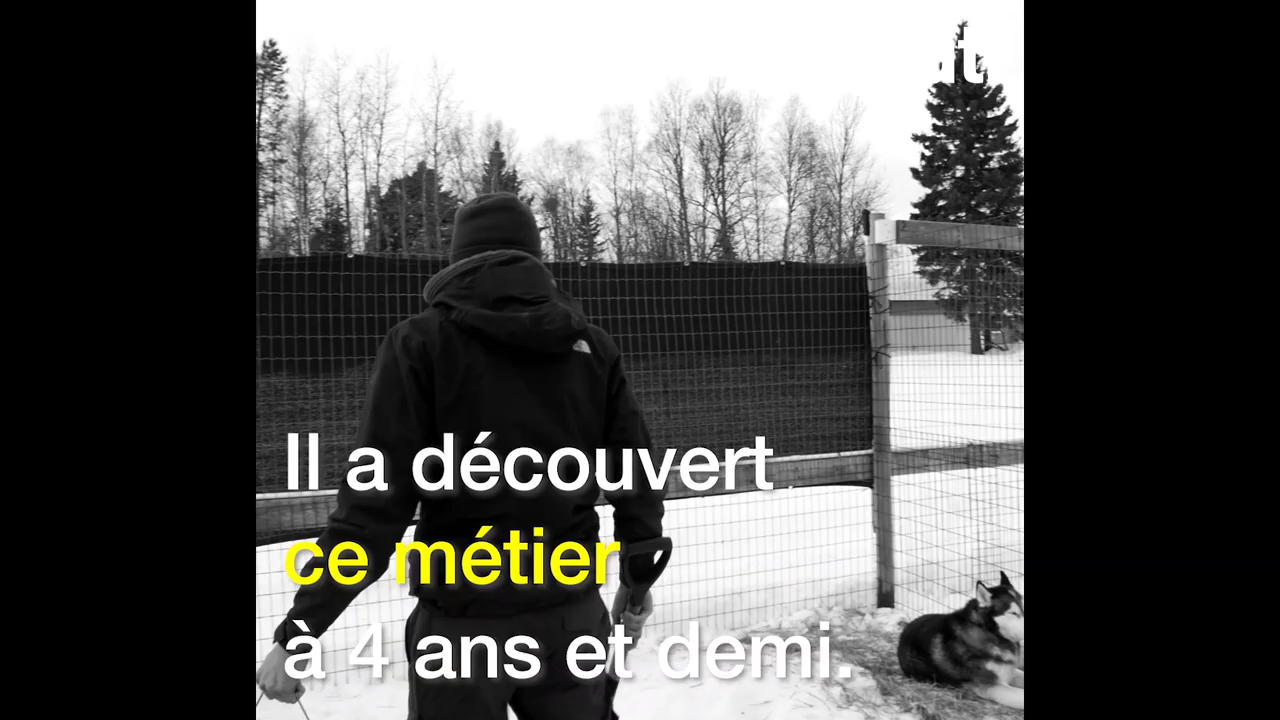 Il a découvert
ce métier
à 4 ans et demi.